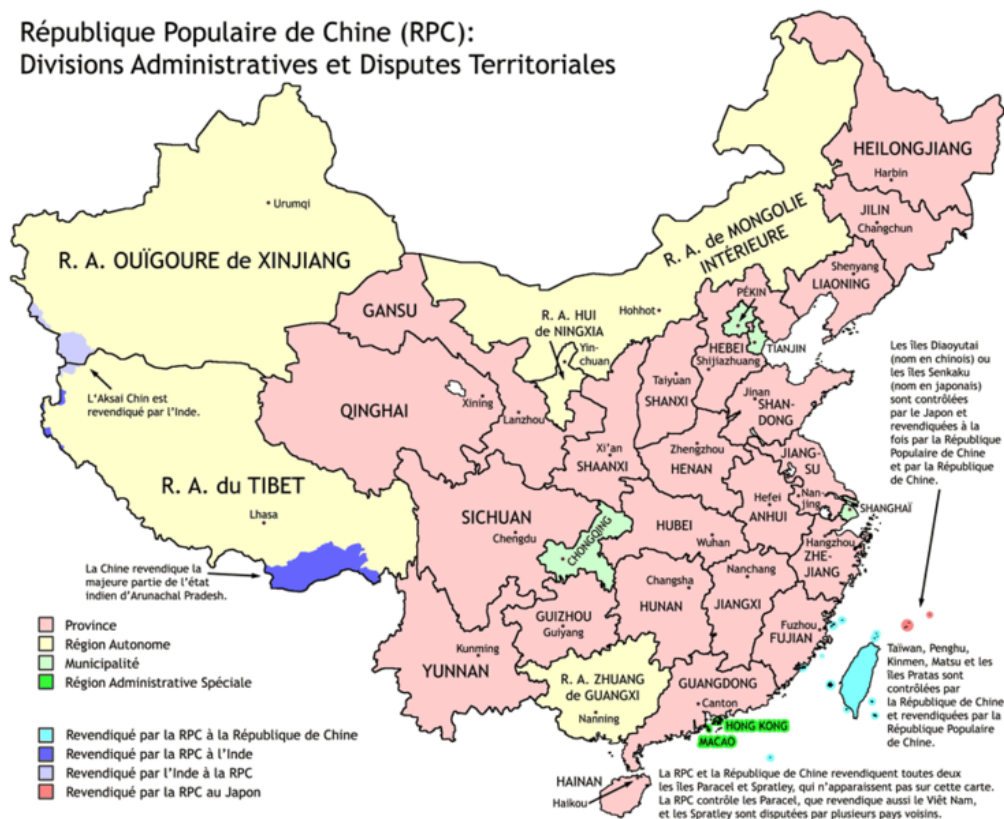 République Populaire de Chine (RPC):
Divisions Administratives et Disputes Territoriales
HEILONGJIANG
Harbin
JILIN
Changchun
Urumqi
R. A. de MONGOLIE
INTÉRIEURE
R. A. OUÏGOURE de XINJIANG
Shenyang
LIAONING
PÉKIN
GANSU
R. A. HUI
de NINGXIA
Hohhot
Yin-
chuan
HEBEI
Shijiazhuang
TIANJIN
Les îles Diaoyutai
(nom en chinois) ou
les îles Senkaku
(nom en japonais)
sont contrôlées
par le Japon et
revendiquées à la
fois par la République
Populaire de Chine
et par la République
de Chine.
L'Aksai Chin est
revendiqué par l'Inde.
QINGHAI
Xining
Lanzhou
Taiyuan
SHANXI
Jinan
SHAN-
DONG
Xi'an
SHAANXI
Zhengzhou
HENAN
JIANG-
SU
R. A. du TIBET
Lhasa
SICHUAN
Chengdu
CHONGQING
HUBEI
Wuhan
Hefei
ANHUI
Nan-
jing
SHANGHAÏ
Hangzhou
ZHE-
JIANG
La Chine revendique la
majeure partie de l'état
indien d'Arunachal Pradesh.
Changsha
HUNAN
Nanchang
JIANGXI
GUIZHOU
Guiyang
Fuzhou
FUJIAN
Kunming
YUNNAN
R. A. ZHUANG
de GUANGXI
Nanning
GUANGDONG
Canton
HONG KONG
MACAO
Taïwan, Penghu,
Kinmen, Matsu et les
îles Pratas sont
contrôlées par
la République de Chine
et revendiquées par la
République Populaire
de Chine.
HAINAN
Haikou
Province
Région Autonome
Municipalité
Région Administrative Spéciale
Revendiqué par la RPC à la République de Chine
Revendiqué par la RPC à l'Inde
Revendiqué par l'Inde à la RPC
Revendiqué par la RPC au Japon
La RPC et la République de Chine revendiquent toutes deux
les îles Paracel et Spratley, qui n'apparaissent pas sur cette carte.
La RPC contrôle les Paracel, que revendique aussi le Viêt Nam,
et les Spratley sont disputées par plusieurs pays voisins.